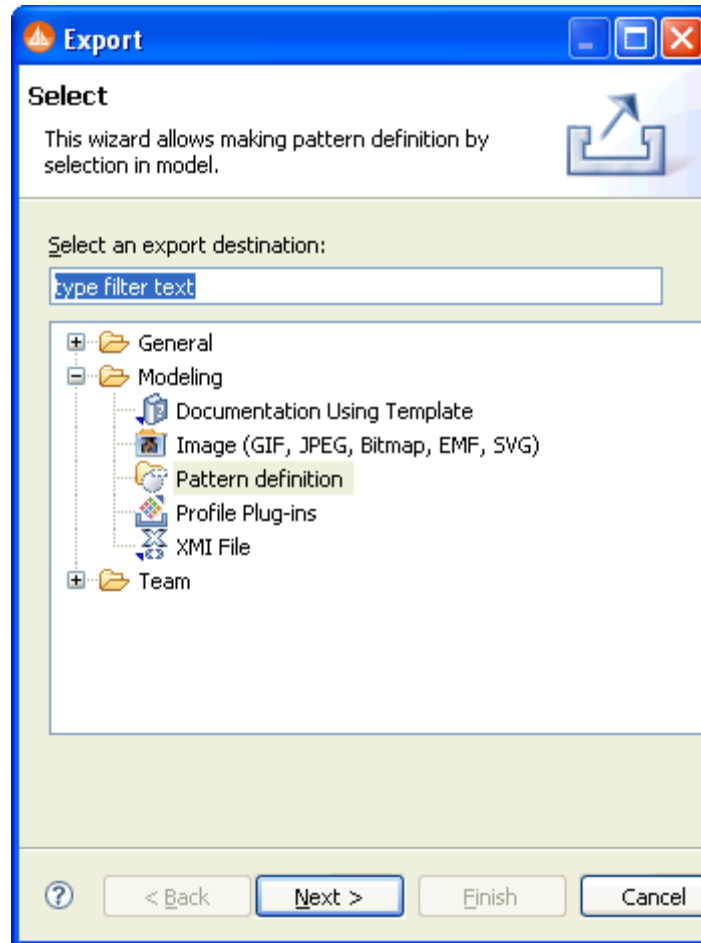 Export
Select
This wizard allows making pattern definition by
selection in model.
Select an export destination:
type filter text
General
Modeling
Documentation Using Template
Image (GIF, JPEG, Bitmap, EMF, SVG)
Pattern definition
Profile Plug-ins
XMI File
Team
? < Back Next > Finish Cancel